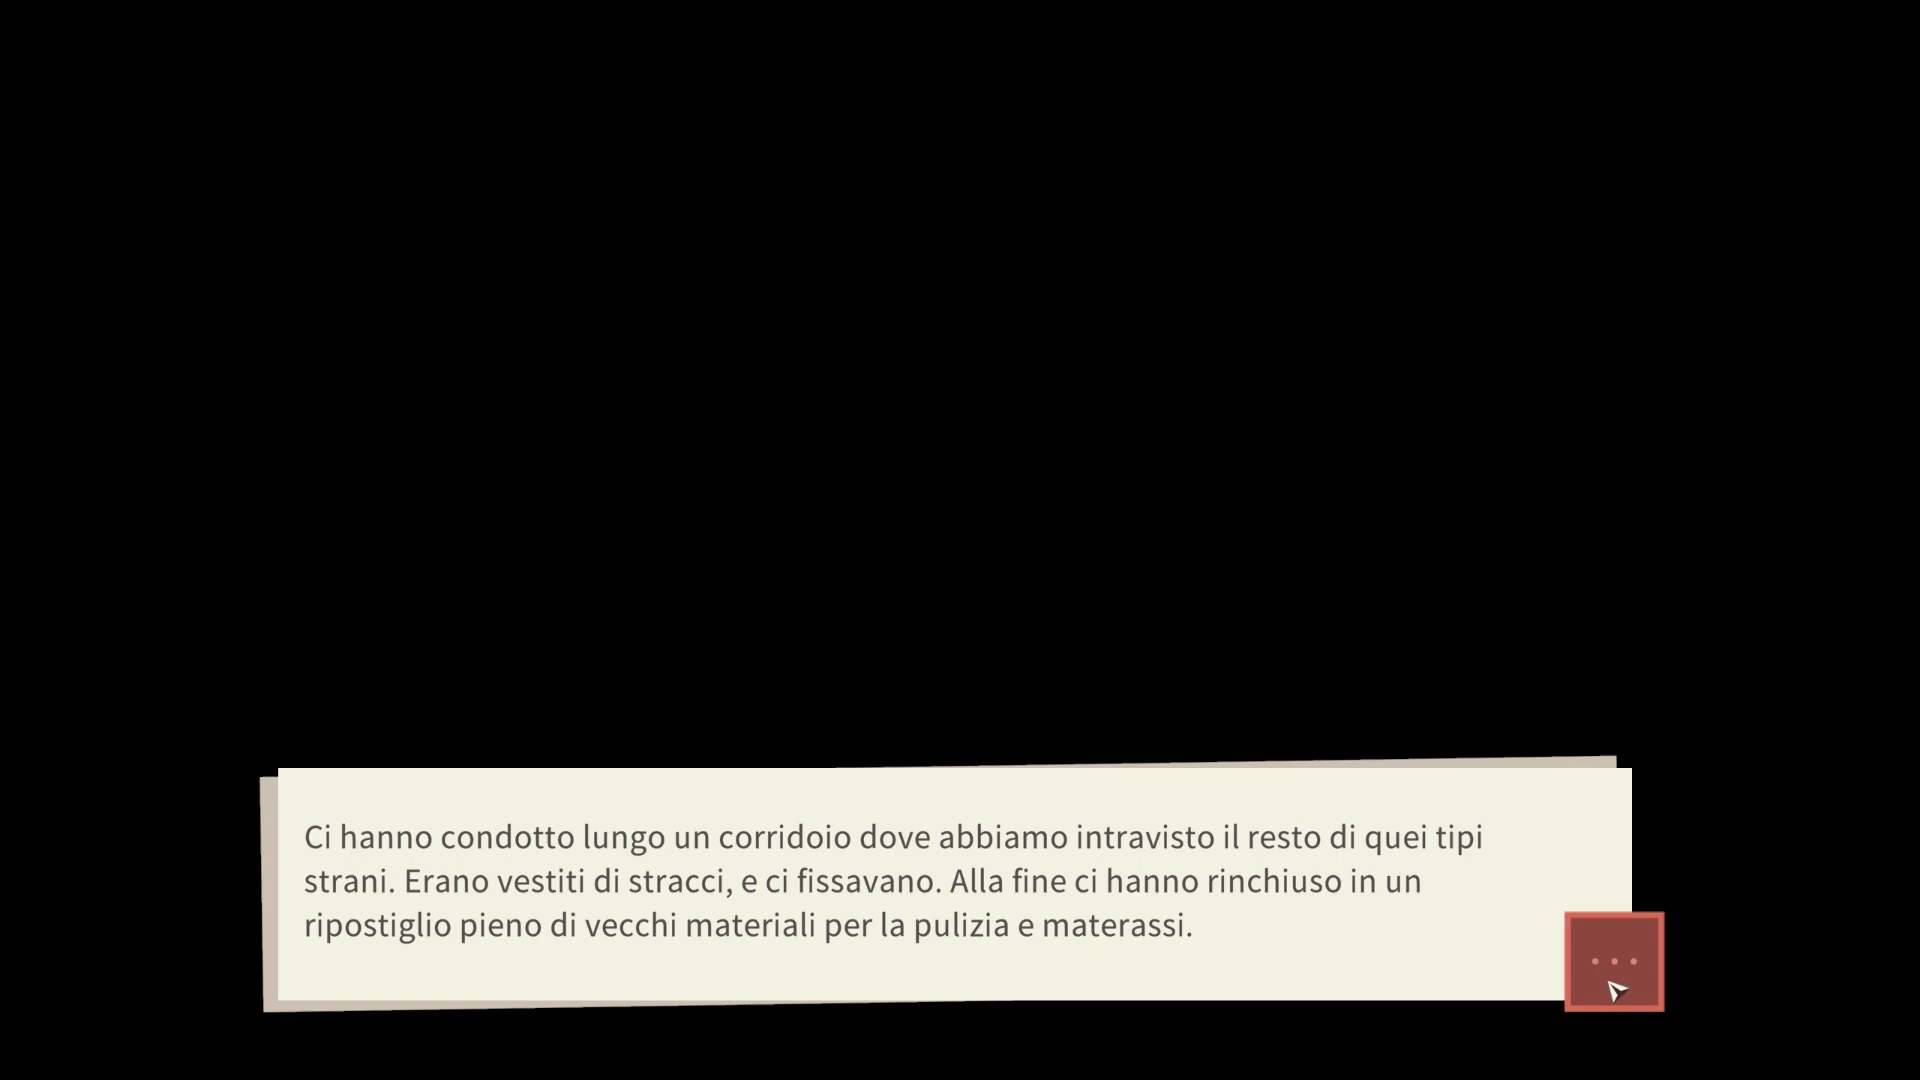 Ci hanno condotto lungo un corridoio dove abbiamo intravisto il resto di quei tipi
strani. Erano vestiti di stracci, e ci fissavano. Alla fine ci hanno rinchiuso in un
ripostiglio pieno di vecchi materiali per la pulizia e materassi.